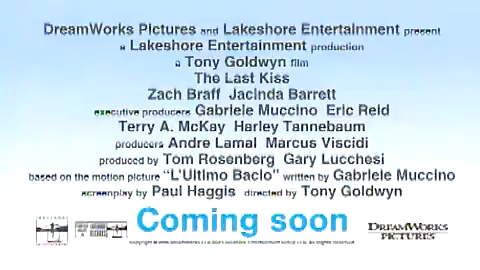 DreamWorks Pictures and Lakeshore Entertainment present
a Lakeshore Entertainment production
a Tony Goldwyn film
The Last Kiss
Zach Braff Jacinda Barrett
executive producers Gabriele Muccino Eric Reid
Terry A. McKay Harley Tannebaum
producers Andre Lamal Marcus Viscidi
produced by Tom Rosenberg Gary Lucchesi
based on the motion picture "L'Ultimo Bacio" written by Gabriele Muccino
screenplay by Paul Haggis directed by Tony Goldwyn
Coming soon
DREAMWORKS
PICTURES